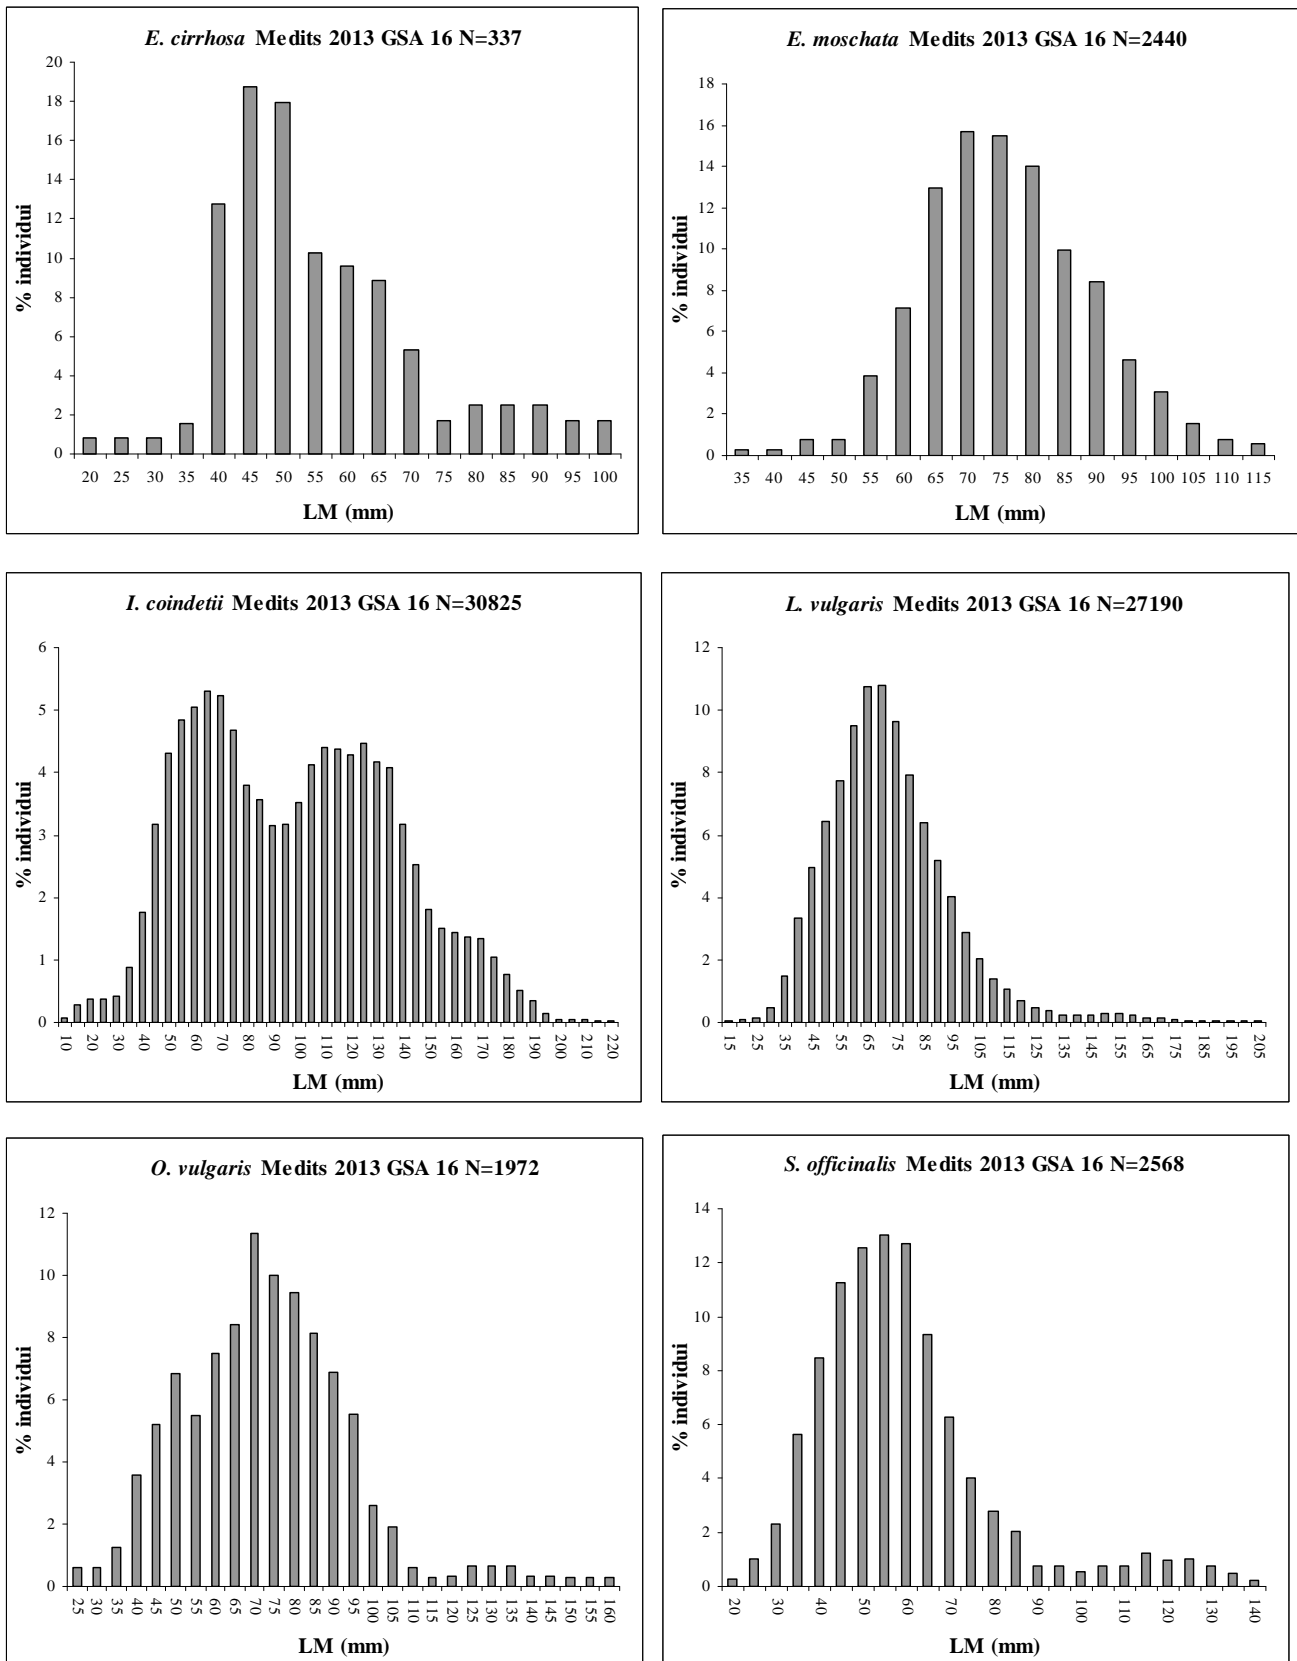 E. cirrhosa Medits 2013 GSA 16 N=337
20
18
16
14
12
10
8
6
4
2
0
% individui
20 25 30 35 40 45 50 55 60 65 70 75 80 85 90 95 100
LM (mm)
E. moschata Medits 2013 GSA 16 N=2440
18
16
14
12
10
8
6
4
2
0
% individui
35 40 45 50 55 60 65 70 75 80 85 90 95 100 105 110 115
LM (mm)
I. coindetii Medits 2013 GSA 16 N=30825
6
5
4
3
2
1
0
% individui
10 20 30 40 50 60 70 80 90 100 110 120 130 140 150 160 170 180 190 200 210 220
LM (mm)
L. vulgaris Medits 2013 GSA 16 N=27190
12
10
8
6
4
2
0
% individui
15 25 35 45 55 65 75 85 95 105 115 125 135 145 155 165 175 185 195 205
LM (mm)
O. vulgaris Medits 2013 GSA 16 N=1972
12
10
8
6
4
2
0
% individui
25 30 35 40 45 50 55 60 65 70 75 80 85 90 95 100 105 110 115 120 125 130 135 140 145 150 155 160
LM (mm)
S. officinalis Medits 2013 GSA 16 N=2568
14
12
10
8
6
4
2
0
% individui
20 30 40 50 60 70 80 90 100 110 120 130 140
LM (mm)